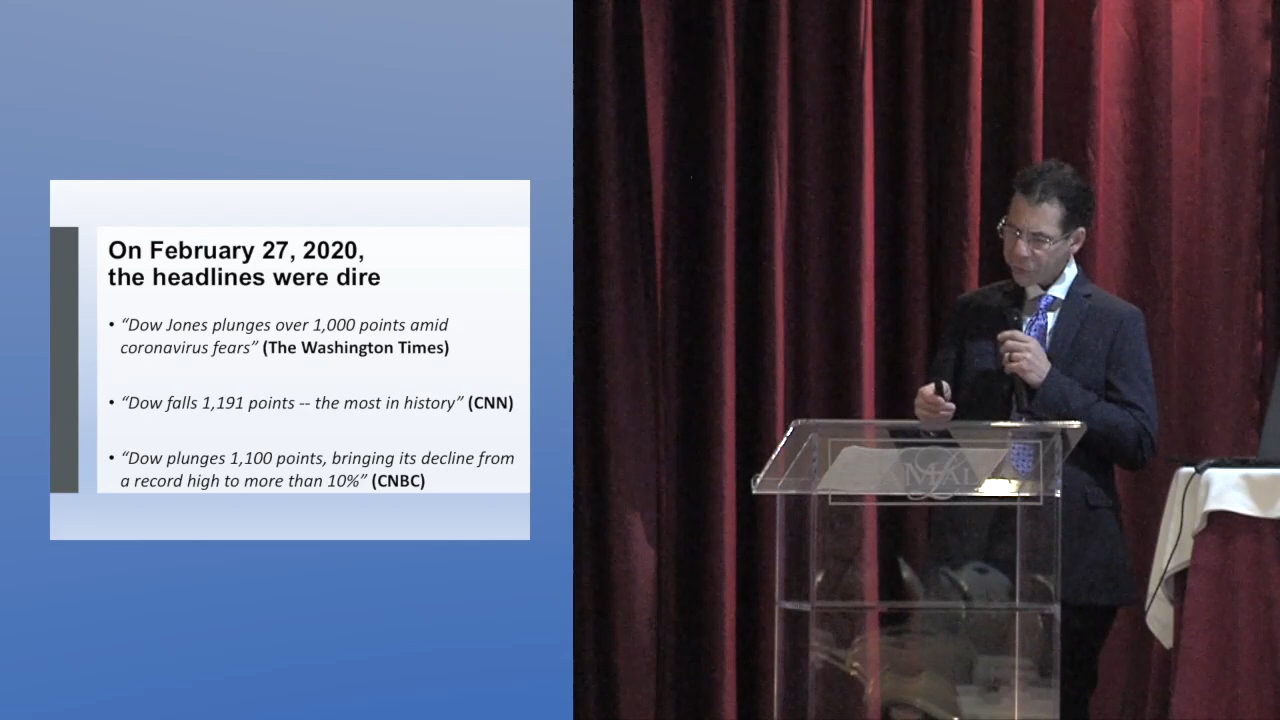 On February 27, 2020,
the headlines were dire
• “Dow Jones plunges over 1,000 points amid
coronavirus fears” (The Washington Times)
• “Dow falls 1,191 points -- the most in history” (CNN)
• “Dow plunges 1,100 points, bringing its decline from
a record high to more than 10%” (CNBC)